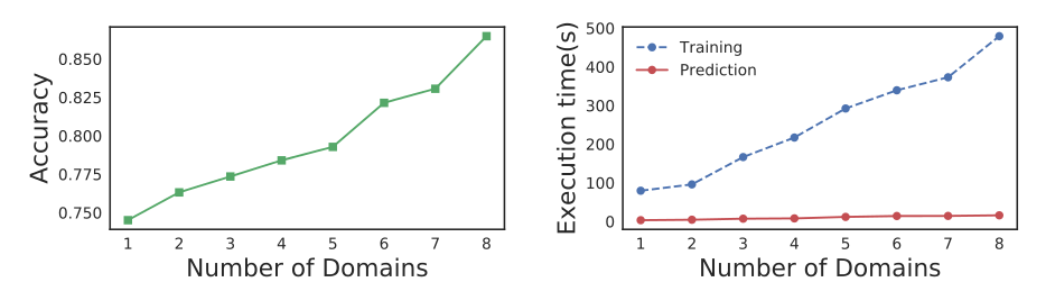 Accuracy
0.850
0.825
0.800
0.775
0.750
1 2 3 4 5 6 7 8
Number of Domains
Execution time(s)
500
400
300
200
100
0
Training
Prediction
1 2 3 4 5 6 7 8
Number of Domains